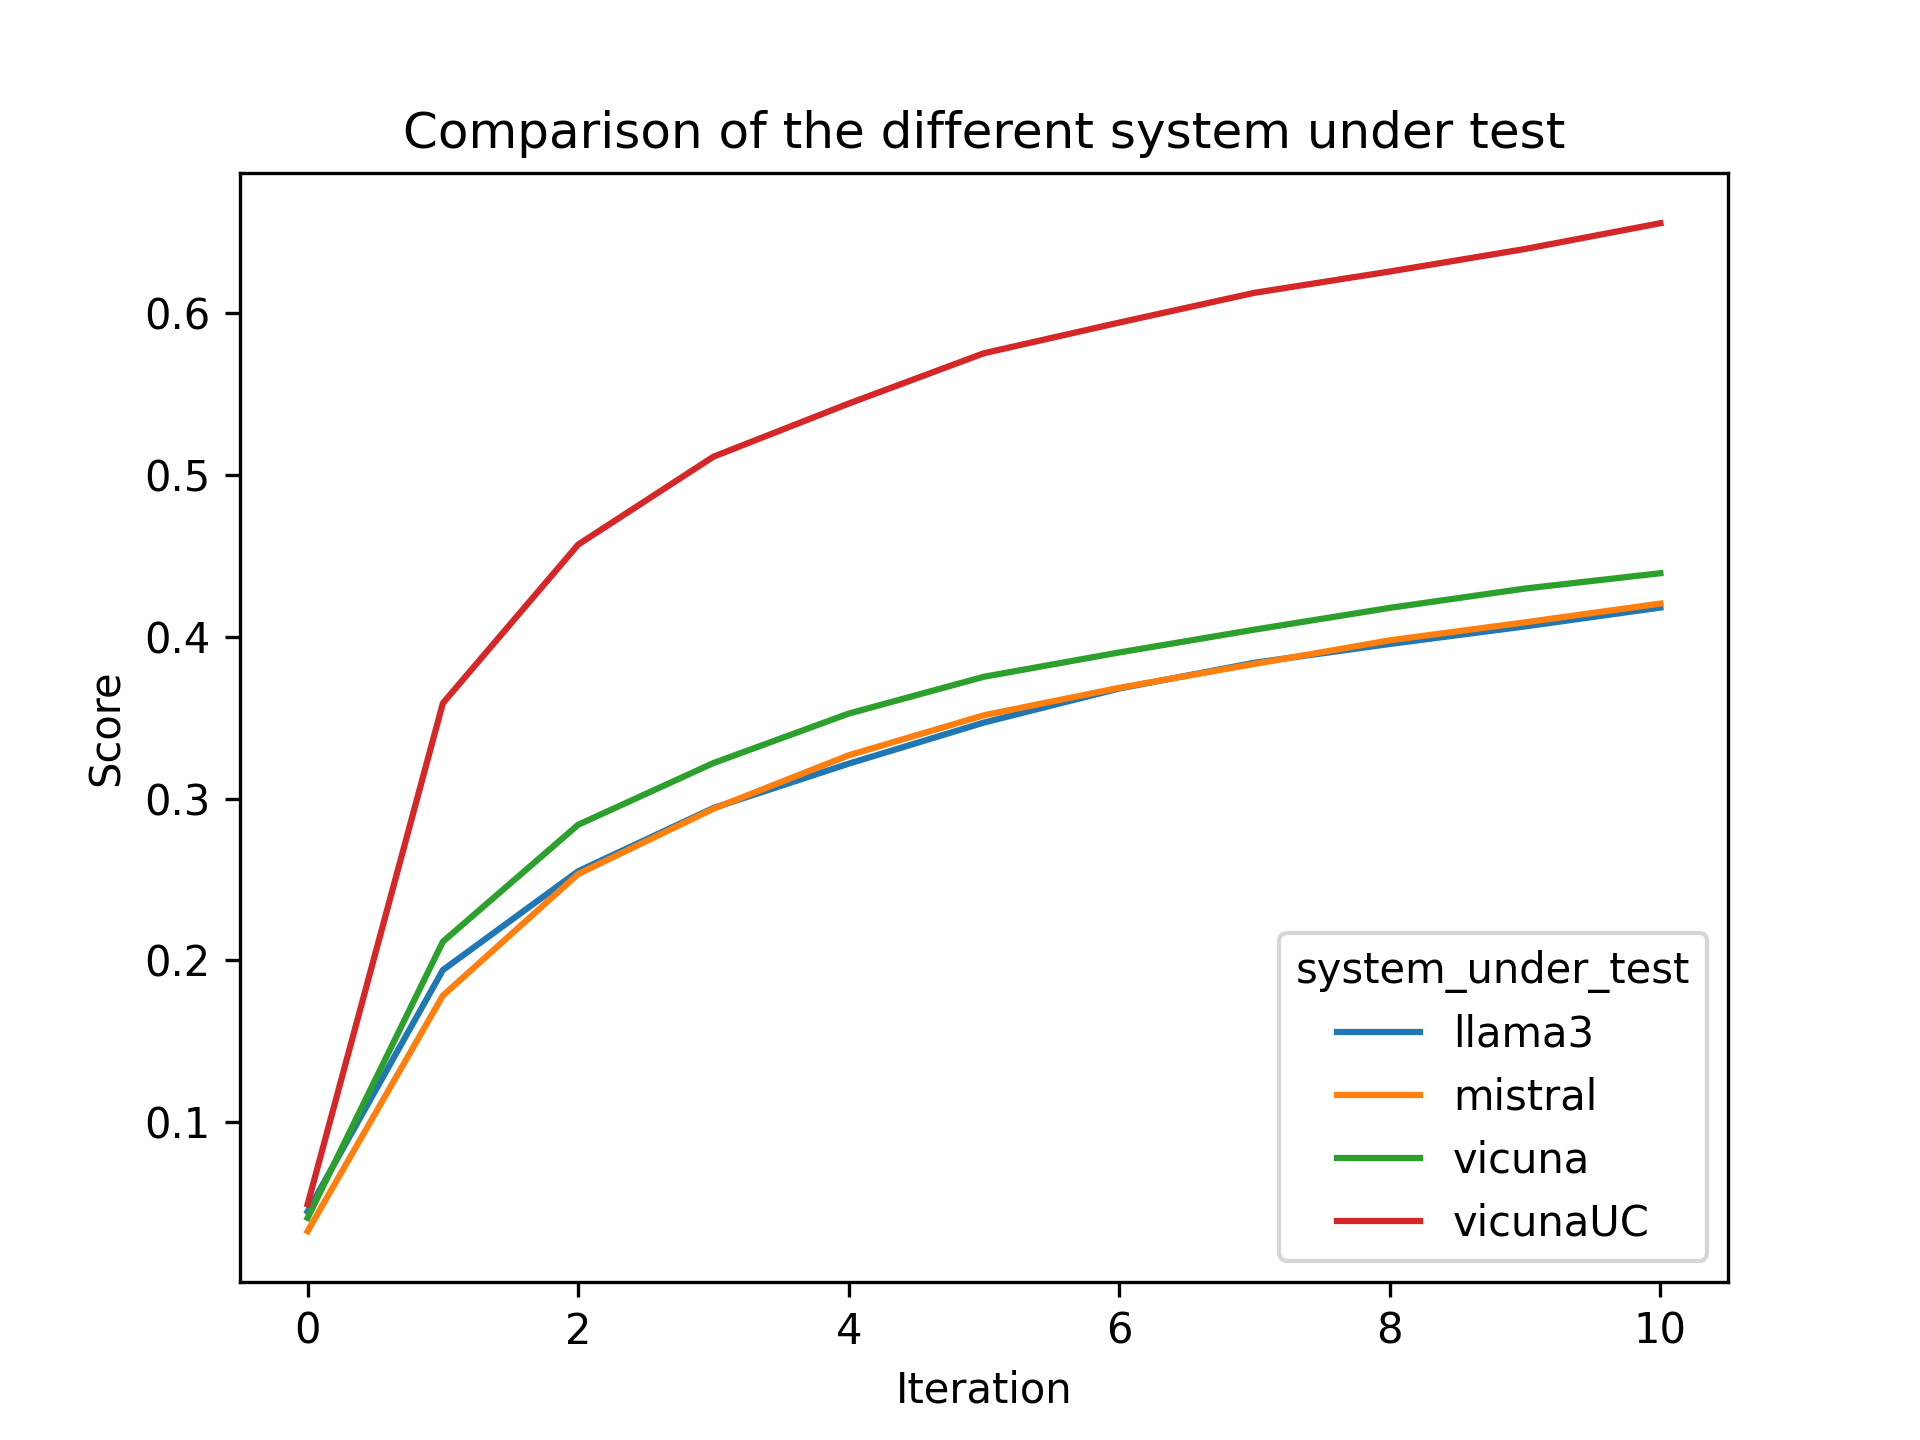 Comparison of the different system under test
Score
0.6
0.5
0.4
0.3
0.2
0.1
system_under_test
llama3
mistral
vicuna
vicunaUC
0 2 4 6 8 10
Iteration